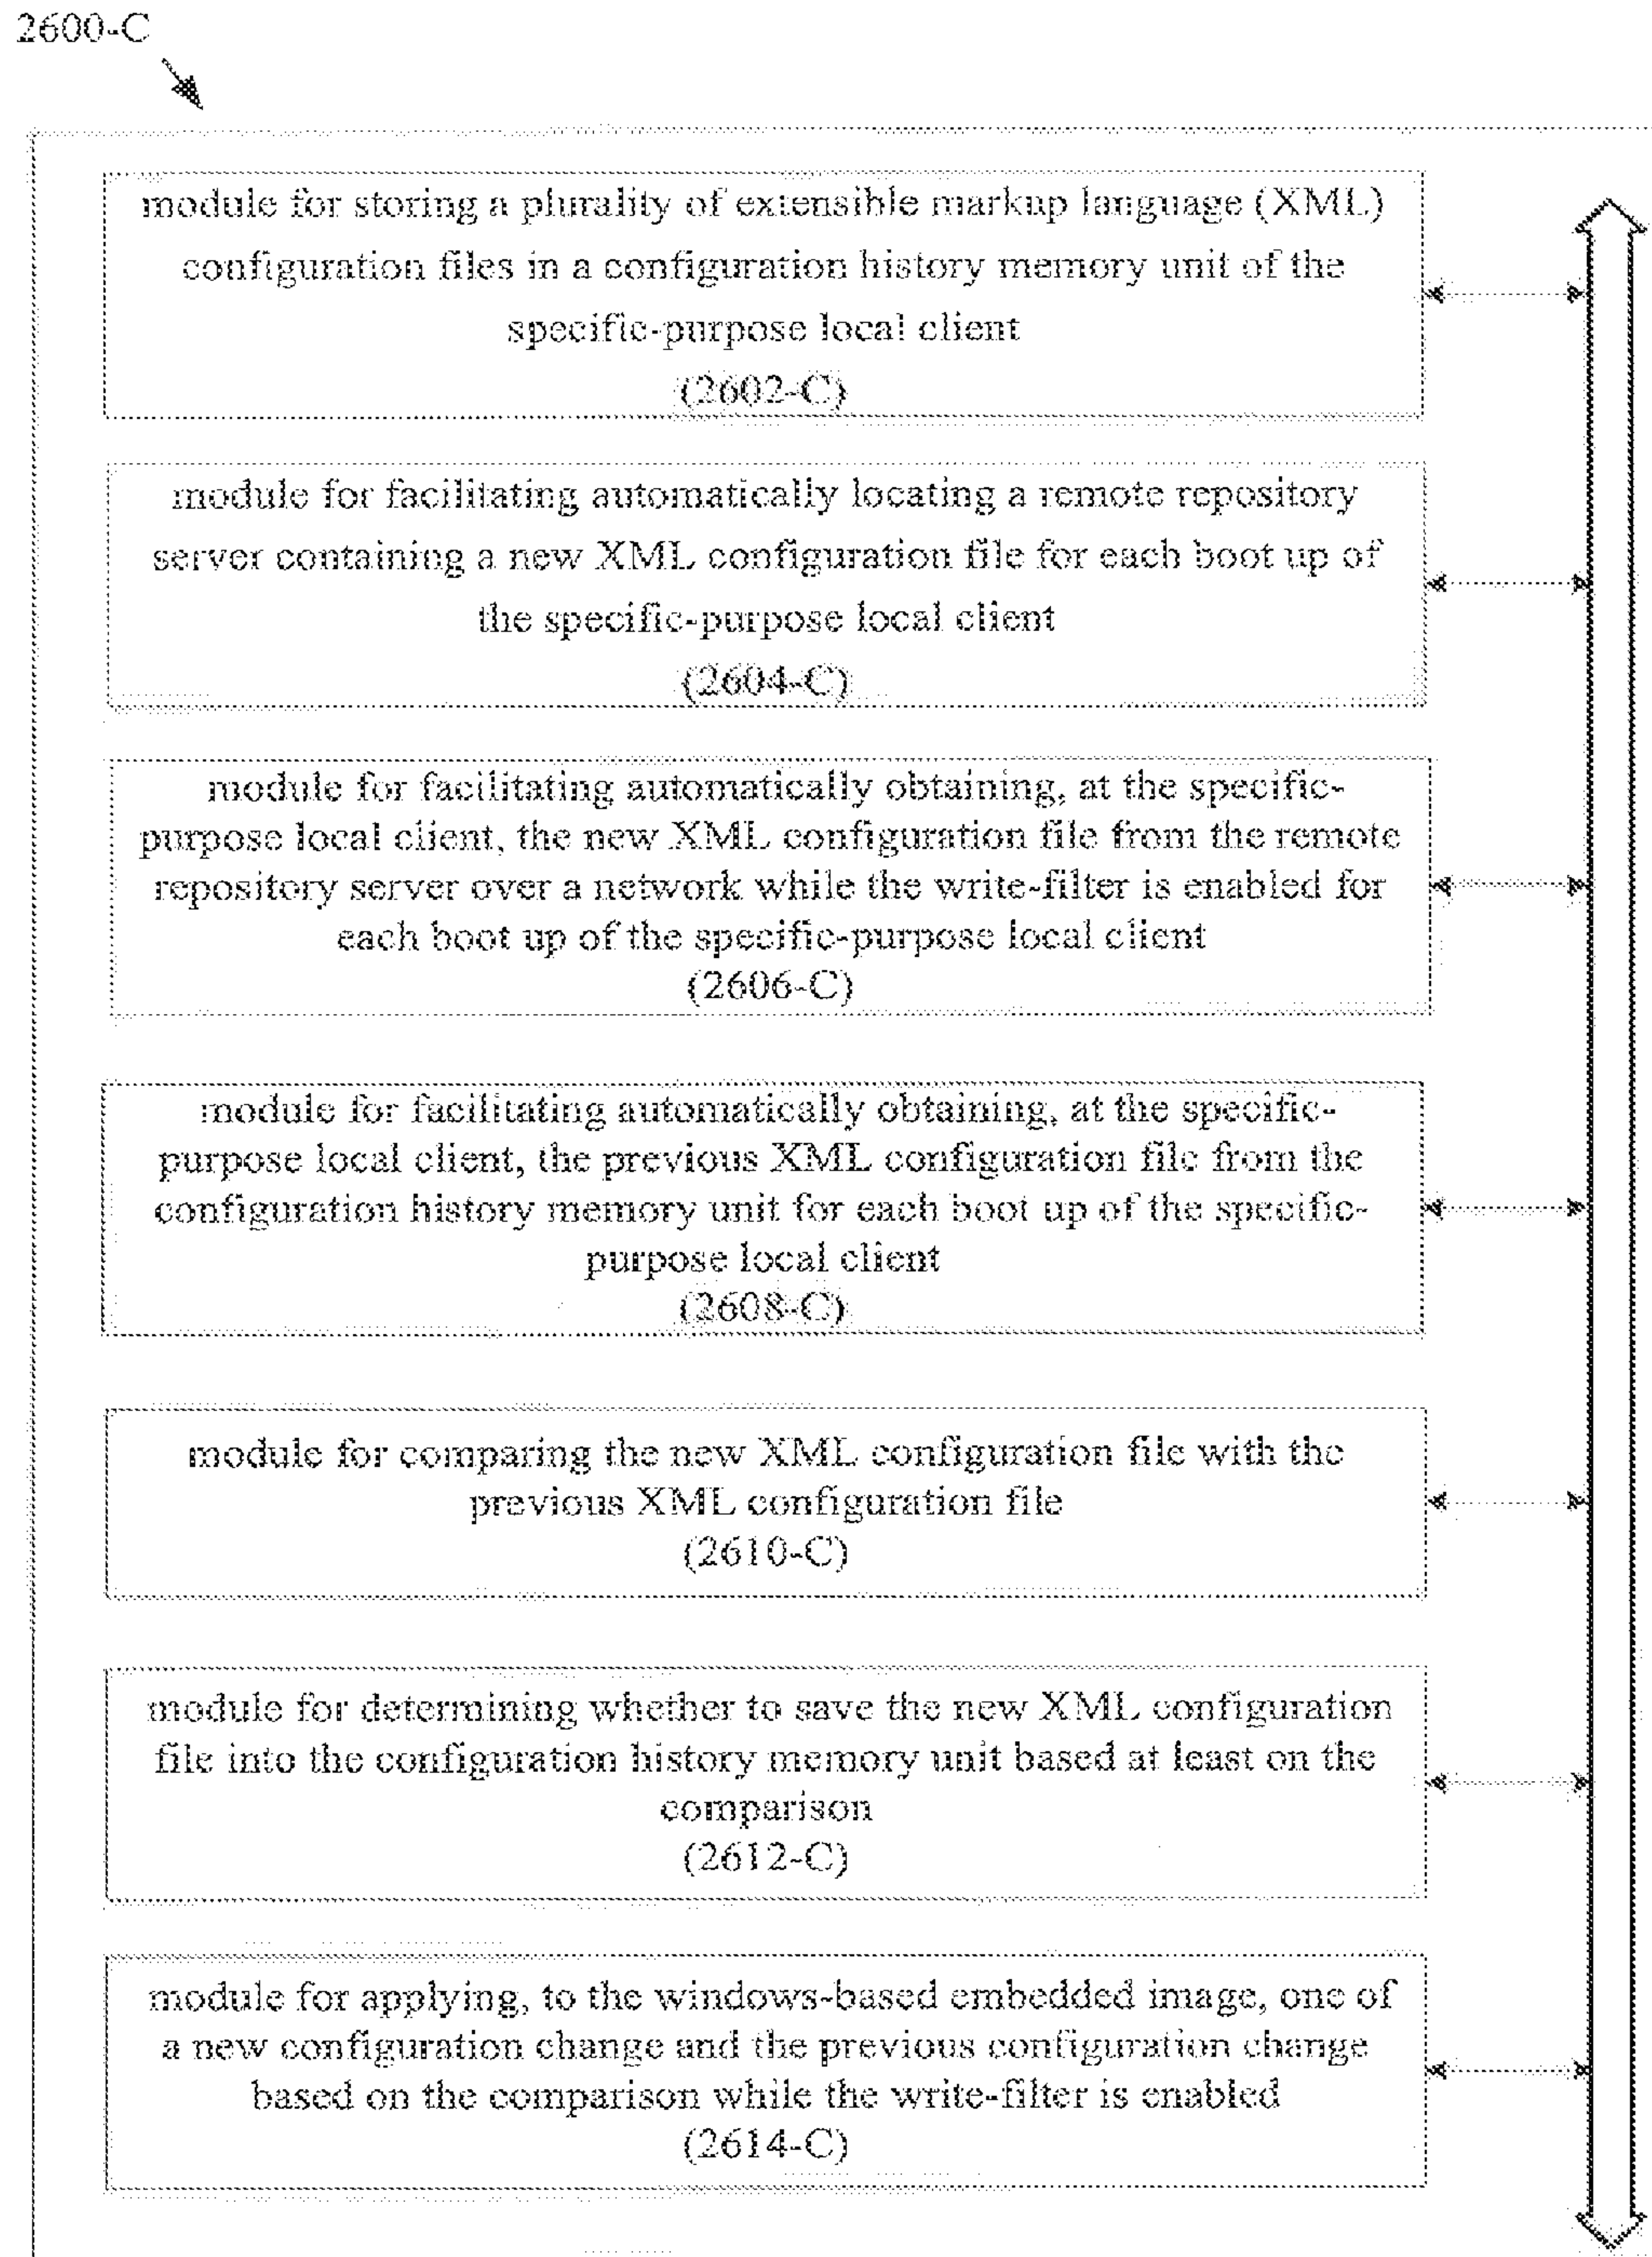 2600-C
module for storing a plurality of extensible markup language (XML)
configuration files in a configuration history memory unit of the
specific-purpose local client
(2602-C)
module for facilitating automatically locating a remote repository
server containing a new XML configuration file for each boot up of
the specific-purpose local client
(2604-C)
module for facilitating automatically obtaining, at the specific-
purpose local client, the new XML configuration file from the remote
repository server over a network while the write-filter is enabled for
each boot up of the specific-purpose local client
(2606-C)
module for facilitating automatically obtaining, at the specific-
purpose local client, the previous XML configuration file from the
configuration history memory unit for each boot up of the specific-
purpose local client
(2608-C)
module for comparing the new XML configuration file with the
previous XML configuration file
(2610-C)
module for determining whether to save the new XML configuration
file into the configuration history memory unit based at least on the
comparison
(2612-C)
module for applying, to the windows-based embedded image, one of
a new configuration change and the previous configuration change
based on the comparison while the write-filter is enabled
(2614-C)